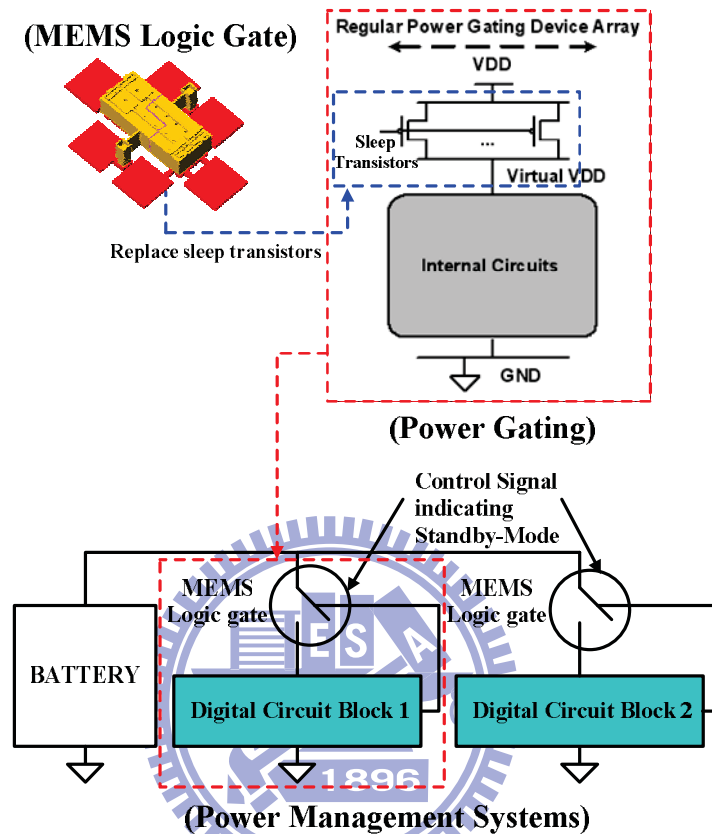 (MEMS Logic Gate)
Regular Power Gating Device Array
VDD
Sleep
Transistors
...
Virtual VDD
Replace sleep transistors
Internal Circuits
GND
(Power Gating)
Control Signal
indicating
Standby-Mode
MEMS
Logic gate
MEMS
Logic gate
E S A
BATTERY
Digital Circuit Block 1
Digital Circuit Block 2
1896
(Power Management Systems)